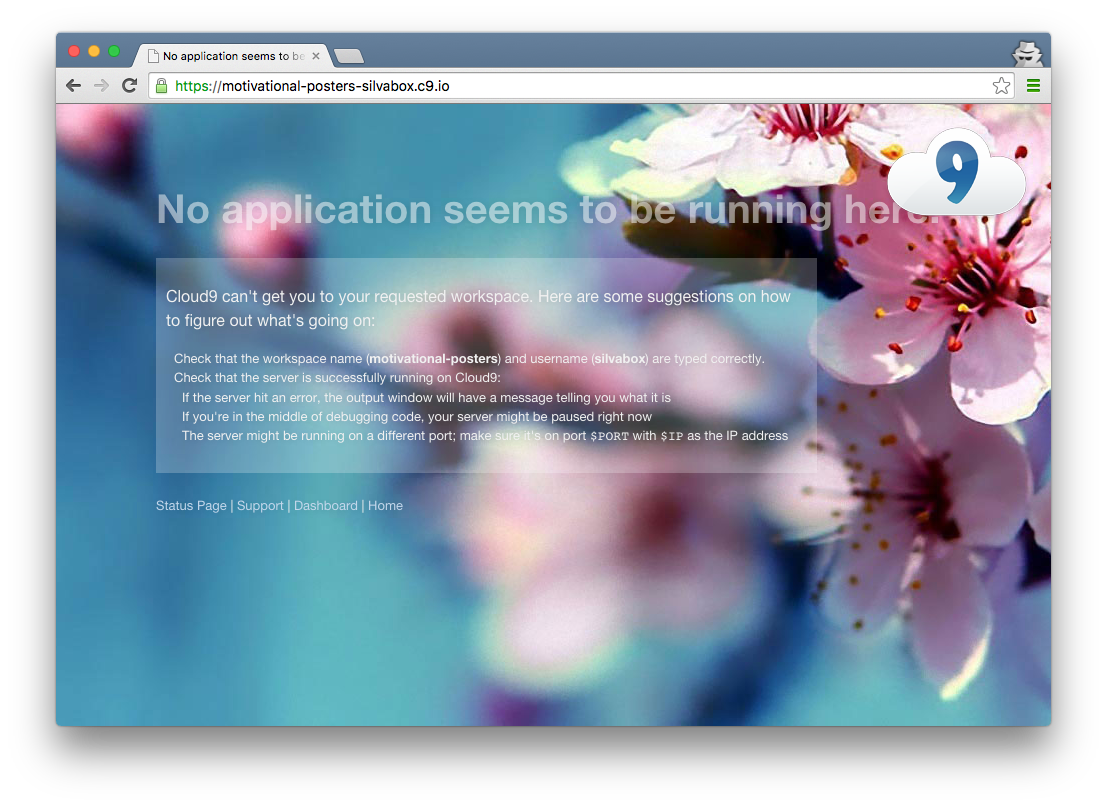 No application seems to be
https://motivational-posters-silvabox.c9.io
9
No application seems to be running here!
Cloud9 can't get you to your requested workspace. Here are some suggestions on how
to figure out what's going on:
Check that the workspace name (motivational-posters) and username (silvabox) are typed correctly.
Check that the server is successfully running on Cloud9:
If the server hit an error, the output window will have a message telling you what it is
If you're in the middle of debugging code, your server might be paused right now
The server might be running on a different port; make sure it's on port $PORT with $IP as the IP address
Status Page | Support | Dashboard | Home